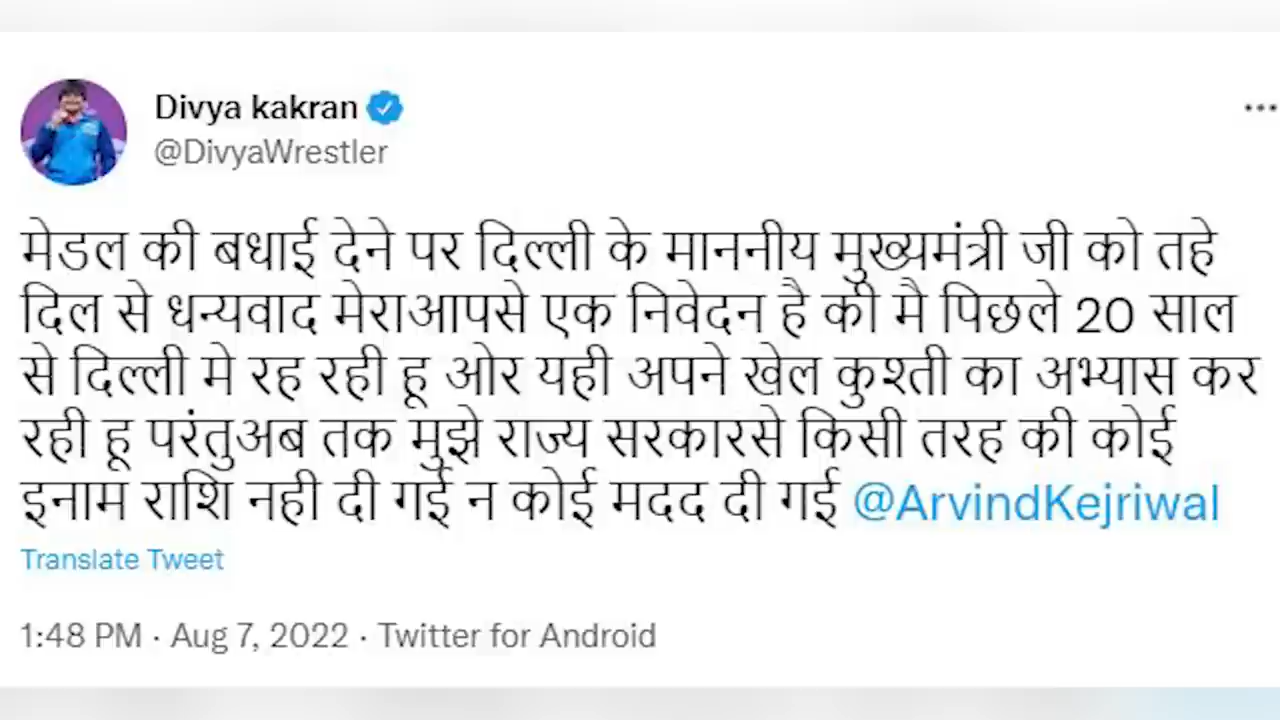 Divya kakran
@DivyaWrestler
मेडल की बधाई देने पर दिल्ली के माननीय मुख्यमंत्री जी को तहे
दिल से धन्यवाद मेराआपसे एक निवेदन है की मै पिछले 20 साल
से दिल्ली मे रह रही हू ओर यही अपने खेल कुश्ती का अभ्यास कर
रही हू परंतुअब तक मुझे राज्य सरकारसे किसी तरह की कोई
इनाम राशि नही दी गई न कोई मदद दी गई @ArvindKejriwal
Translate Tweet
1:48 PM · Aug 7, 2022 · Twitter for Android